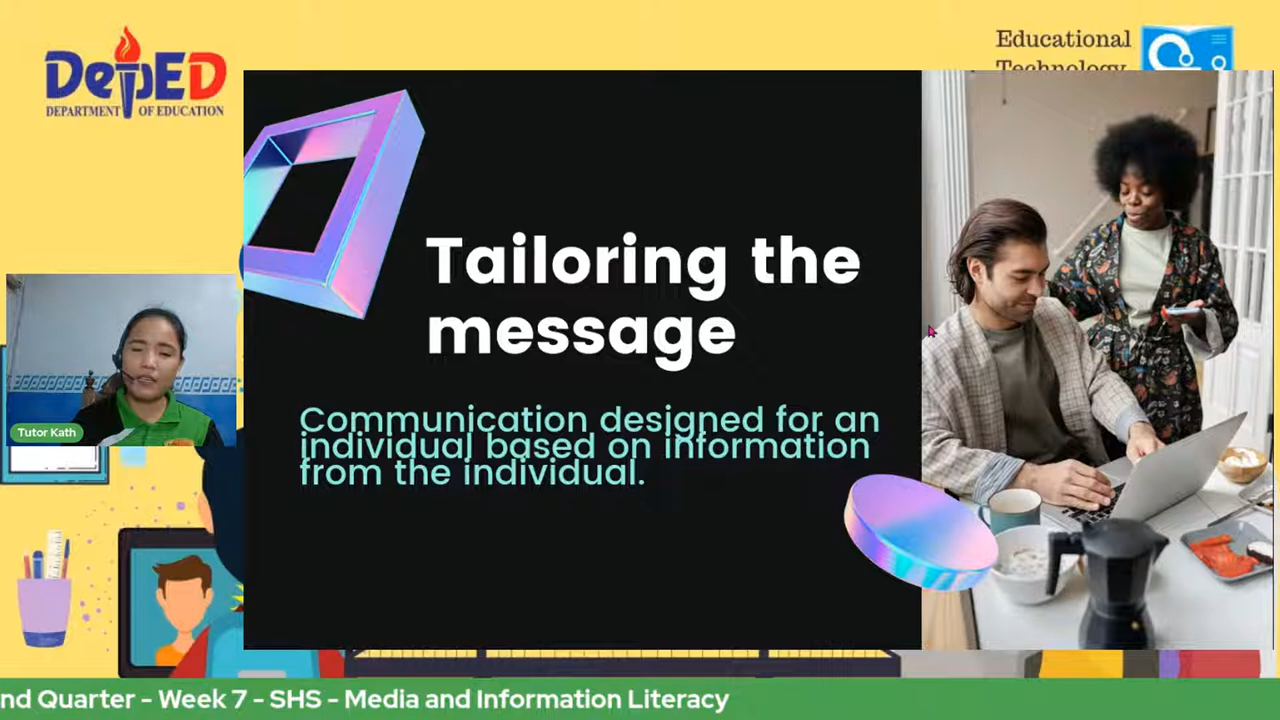 DepED
DEPARTMENT OF EDUCATION
Educational
Technology
Tailoring the
message
Communication designed for an
individual based on information
from the individual.
Tutor Kath
nd Quarter - Week 7 - SHS - Media and Information Literacy